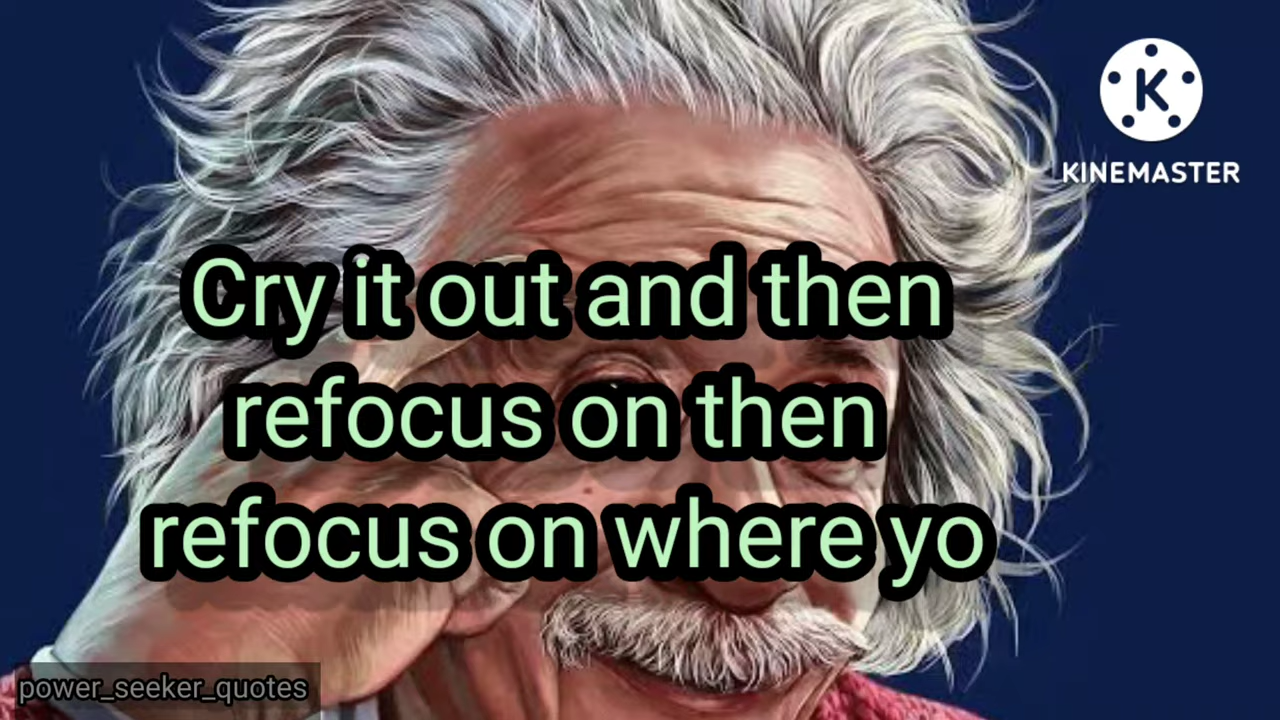 K
KINEMASTER
Cry it out and then
refocus on then
refocus on where yo
power_seeker_quotes